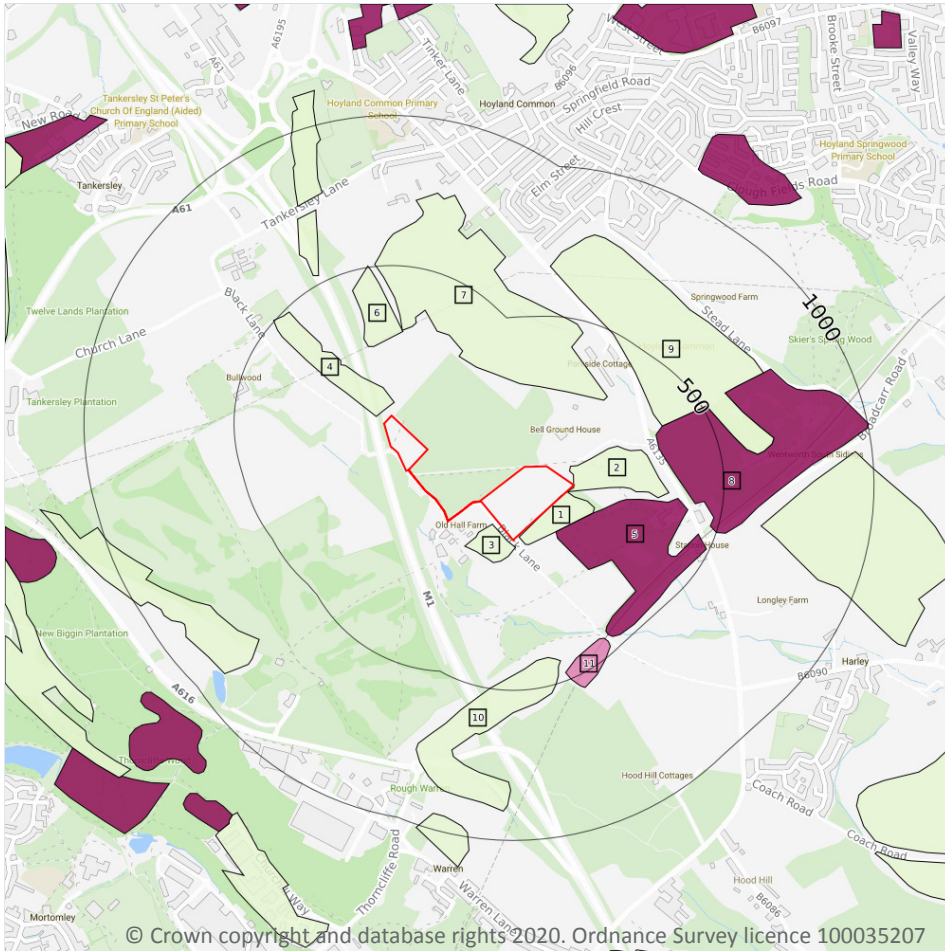 A6195
A61
Tinker Lane
West Street
B6097
Brooke Street
Valley Way
B6096
Springfield Road
Hill Crest
Hoyland Common
Hoyland Common Primary
School
Tankersley St Peter's
Church Of England (Aided)
Primary School
New Road
Hoyland Springwood
Primary School
Elm Street
Clough Fields Road
Tankersley
A61
Tankersley Lane
Black Lane
Twelve Lands Plantation
Church Lane
Bullwood
Tankersley Plantation
7
6
4
9
Springwood Farm
Stead Lane
1000
Skier's Spring Wood
Parkside Cottage
500
Broadcarr Road
Bell Ground House
A6135
Wentworth South Sidings
2
8
1
Old Hall Farm
3
5
M1
Longley Farm
New Biggin Plantation
11
Harley
B6090
A616
10
Hood Hill Cottages
Coach Road
Coach Road
Rough Warren
Thorncliffe Road
Warren
Warren Lane
Hood Hill
B6086
Mortomley
© Crown copyright and database rights 2020. Ordnance Survey licence 100035207